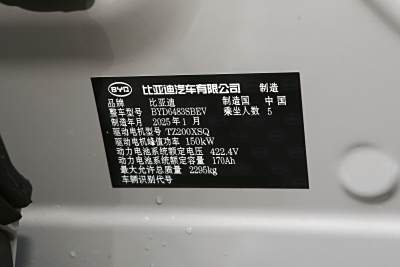 BYD 比亚迪汽车有限公司 制造
品牌 比亚迪 制造国 中国
整车型号 BYD6483SBEV 乘坐人数 5
制造年月 2025年1月
驱动电机型号 TZ200XSQ
驱动电机峰值功率 150kW
动力电池系统额定电压 422.4V
动力电池系统额定容量 170Ah
最大允许总质量 2295kg
车辆识别代号